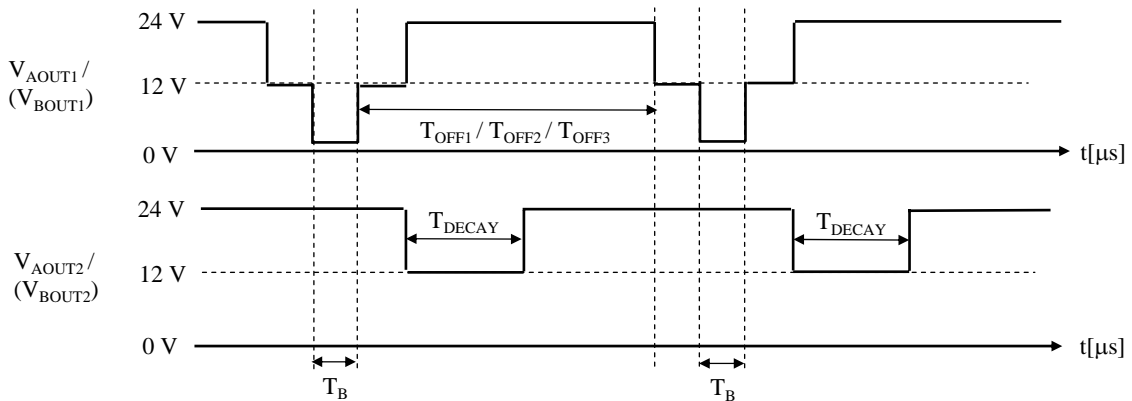 24 V
V_AOUT1 /
(V_BOUT1)
12 V
T_OFF1 / T_OFF2 / T_OFF3
0 V
t[μs]
24 V
T_DECAY
T_DECAY
V_AOUT2 /
(V_BOUT2)
12 V
0 V
t[μs]
T_B
T_B